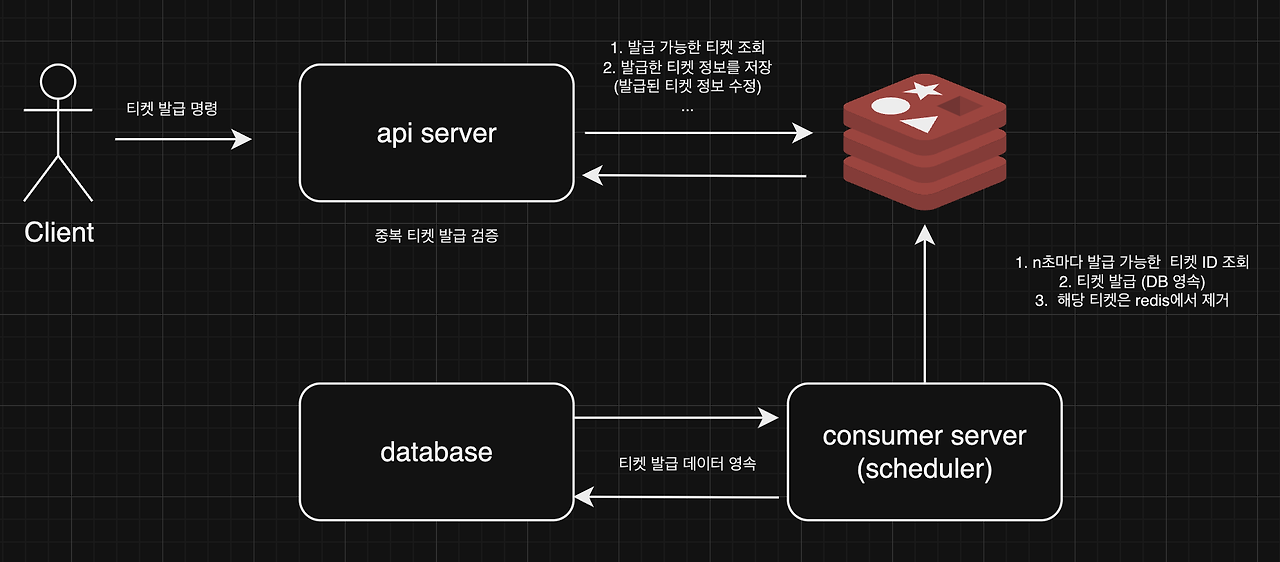 티켓 발급 명령
Client
api server
중복 티켓 발급 검증
1. 발급 가능한 티켓 조회
2. 발급한 티켓 정보를 저장
(발급된 티켓 정보 수정)
...
1. n초마다 발급 가능한 티켓 ID 조회
2. 티켓 발급 (DB 영속)
3. 해당 티켓은 redis에서 제거
database
티켓 발급 데이터 영속
consumer server
(scheduler)